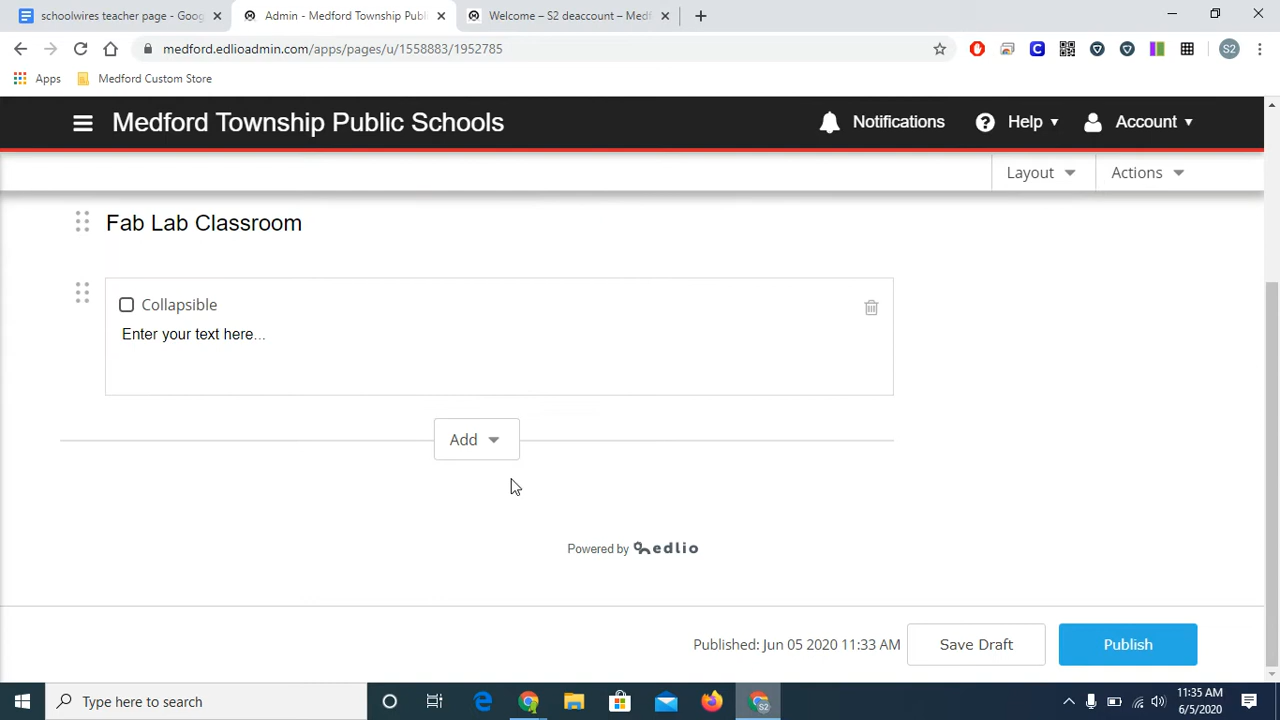 schoolwires teacher page - Goog
Admin - Medford Township Publi
Welcome – S2 deaccount – Medf
medford.edlioadmin.com/apps/pages/u/1558883/1952785
S2
Apps
Medford Custom Store
Medford Township Public Schools
Notifications
Help
Account
Layout
Actions
Fab Lab Classroom
Collapsible
Enter your text here...
Add
Powered by edlio
Published: Jun 05 2020 11:33 AM
Save Draft
Publish
Type here to search
S2
11:35 AM
6/5/2020